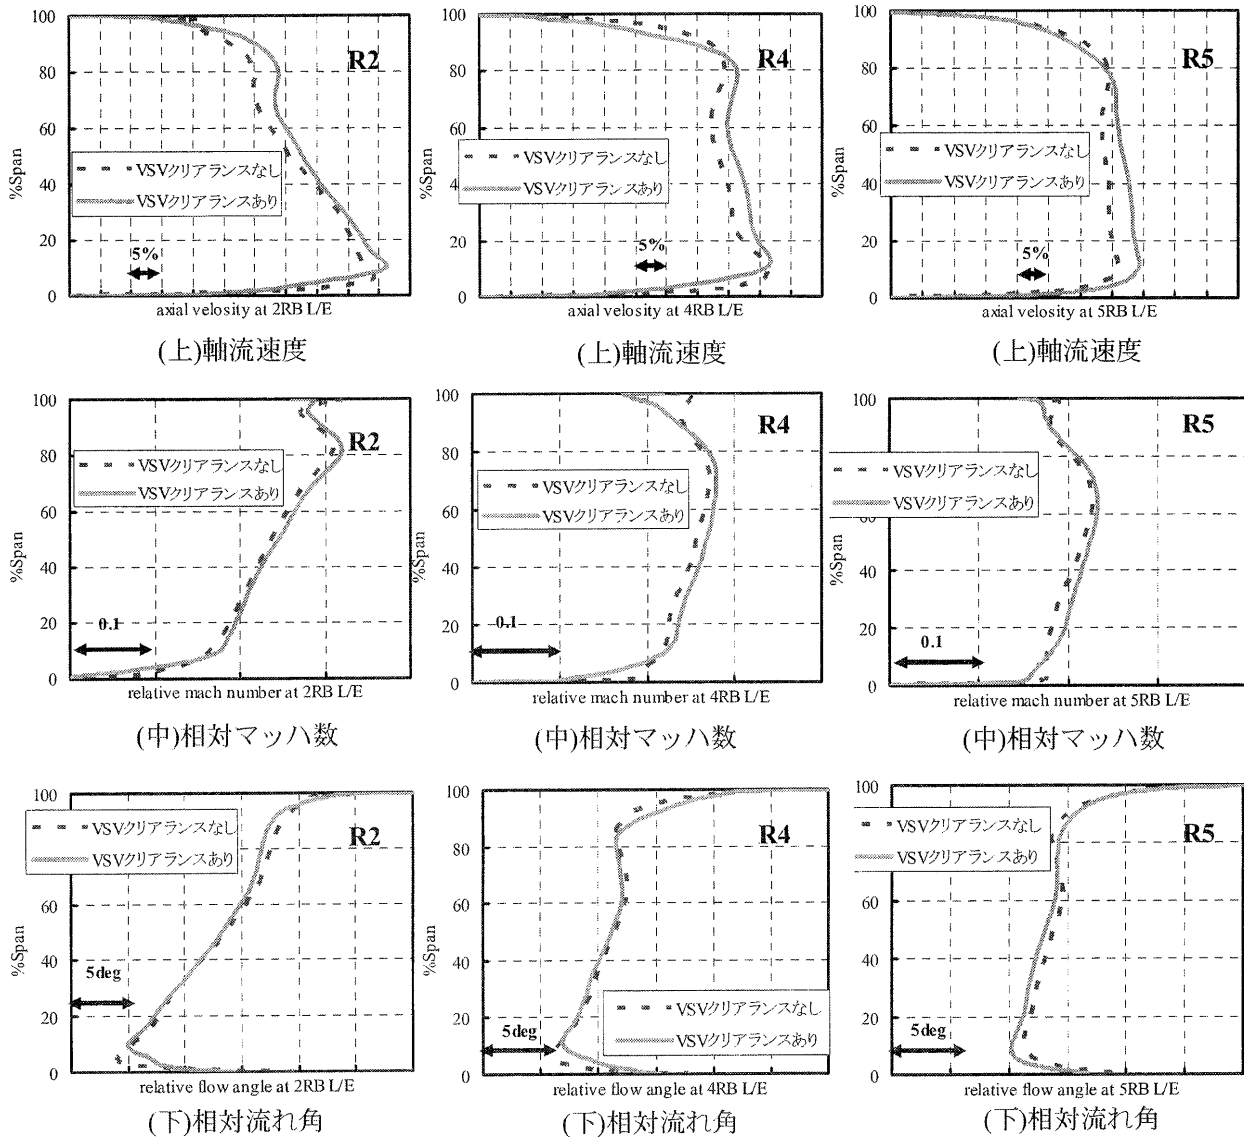 100
80
60
40
20
0
%Span
R2
VSVクリアランスなし
VSVクリアランスあり
5%
axial velosity at 2RB L/E
(上)軸流速度
100
80
60
40
20
0
%Span
R4
VSVクリアランスなし
VSVクリアランスあり
5%
axial velosity at 4RB L/E
(上)軸流速度
100
80
60
40
20
0
%Span
R5
VSVクリアランスなし
VSVクリアランスあり
5%
axial velosity at 5RB L/E
(上)軸流速度
100
80
60
40
20
0
%Span
R2
VSVクリアランスなし
VSVクリアランスあり
0.1
relative mach number at 2RB L/E
(中)相対マッハ数
100
80
60
40
20
0
%Span
R4
VSVクリアランスなし
VSVクリアランスあり
0.1
relative mach number at 4RB L/E
(中)相対マッハ数
100
80
60
40
20
0
%Span
R5
VSVクリアランスなし
VSVクリアランスあり
0.1
relative mach number at 5RB L/E
(中)相対マッハ数
100
60
40
20
0
%Span
R2
VSVクリアランスなし
VSVクリアランスあり
5deg
relative flow angle at 2RB L/E
(下)相対流れ角
100
80
60
40
20
0
%Span
R4
VSVクリアランスなし
VSVクリアランスあり
5deg
relative flow angle at 4RB L/E
(下)相対流れ角
100
60
40
20
0
%Span
R5
VSVクリアランスなし
VSVクリアランスあり
5deg
relative flow angle at 5RB L/E
(下)相対流れ角